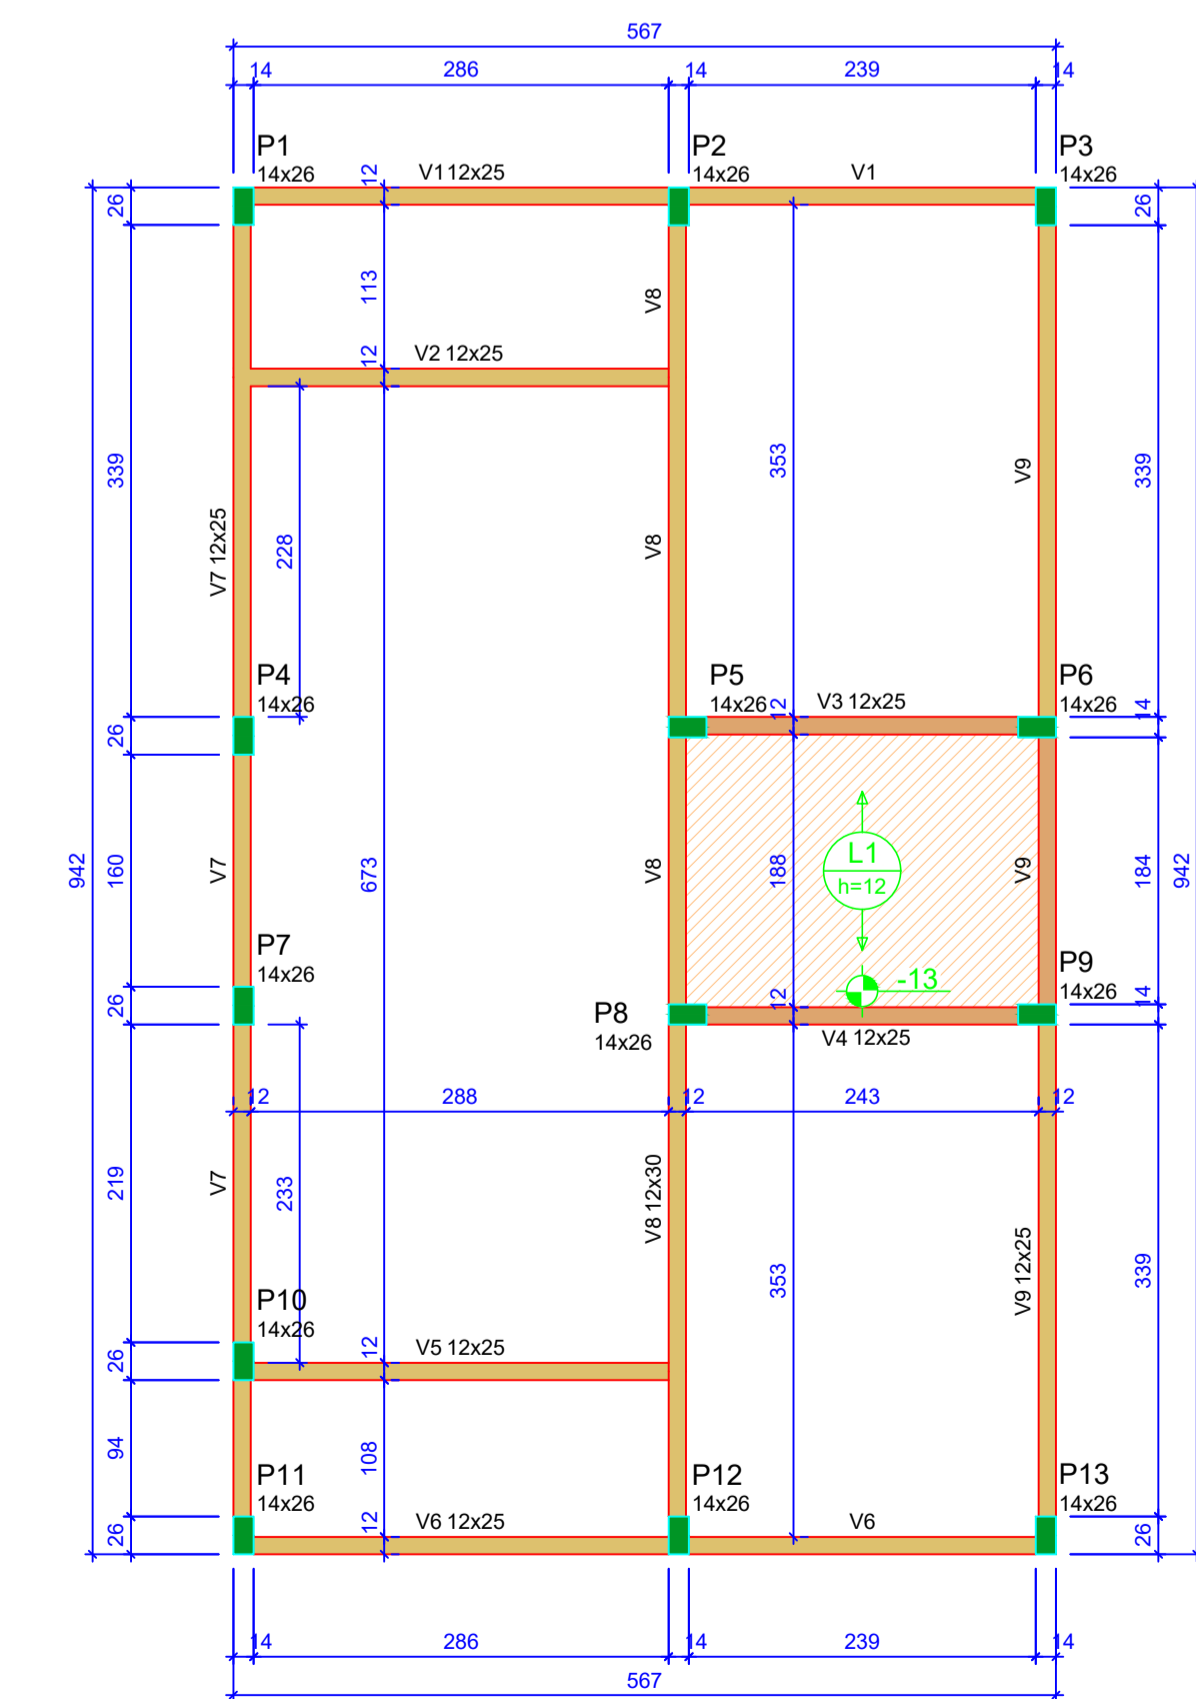 567
14 286 14 239 14
P1 P2 P3
14x26 12 V1 12x25 14x26 V1 14x26
26 26
113 V8
12 V2 12x25
339 353 V9 339
V7 12x25 228 V8
P4 P5 P6
14x26 14x26 12 V3 12x25 14x26 14
26
942 160 V7 673 V8 188 L1 V9 184 942
h=12
P7 P9
14x26 -13 14x26
26 12 14
P8
14x26 V4 12x25
12 288 12 243 12
219 V7 233 V8 12x30 353 V9 12x25 339
P10
14x26 12 V5 12x25
26
94 108
P11 P12 P13
14x26 14x26 14x26
26 12 V6 12x25 V6 26
14 286 14 239 14
567